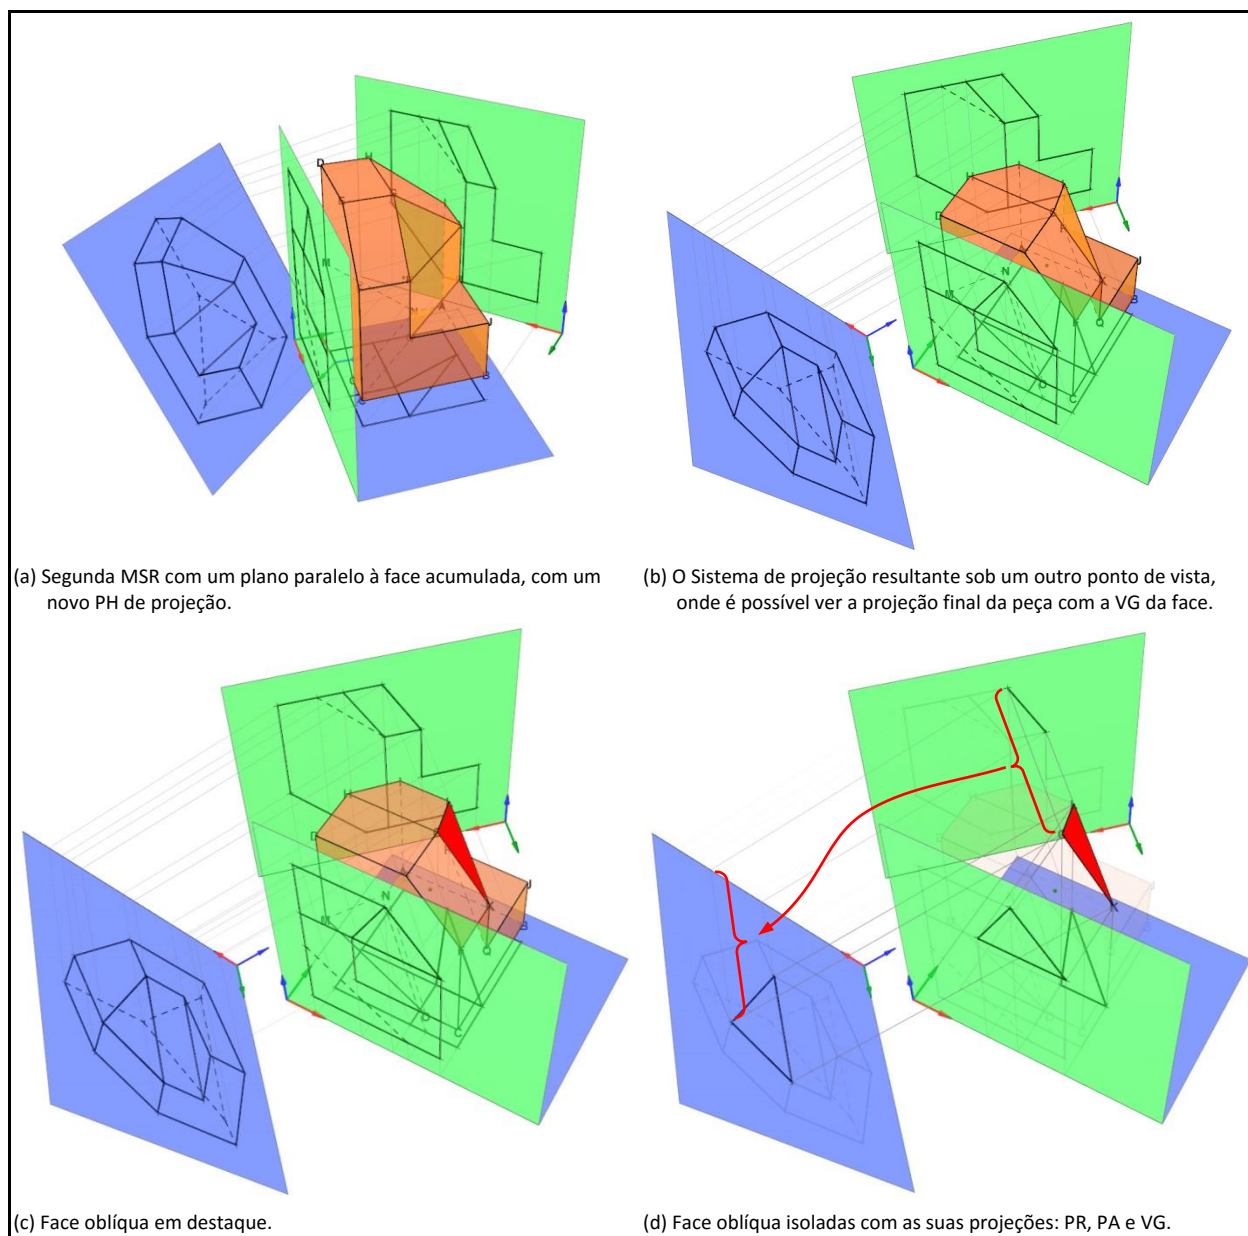 D
H
E
G
I
M
N
J
C
B
(a) Segunda MSR com um plano paralelo à face acumulada, com um
novo PH de projeção.
H
D
M
N
J
B
K
Q
O
C
(b) O Sistema de projeção resultante sob um outro ponto de vista,
onde é possível ver a projeção final da peça com a VG da face.
H
D
M
N
J
B
K
Q
O
C
(c) Face oblíqua em destaque.
G
K
J
B
(d) Face oblíqua isoladas com as suas projeções: PR, PA e VG.